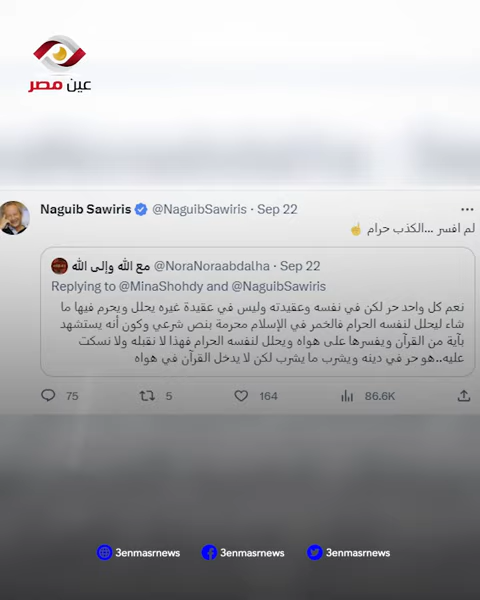 عين مصر
Naguib Sawiris @NaguibSawiris · Sep 22
لم افسر ...الكذب حرام ☝
مع الله وإلى الله @NoraNoraabdalha · Sep 22
Replying to @MinaShohdy and @NaguibSawiris
نعم كل واحد حر لكن في نفسه وعقيدته وليس في عقيدة غيره يحلل ويحرم فيها ما
شاء ليحلل لنفسه الحرام فالخمر في الإسلام محرمة بنص شرعي وكون أنه يستشهد
بآية من القرآن ويفسرها على هواه ويحلل لنفسه الحرام فهذا لا نقبله ولا نسكت
عليه..هو حر في دينه ويشرب ما يشرب لكن لا يدخل القرآن في هواه
75 5 164 86.6K
3enmasrnews 3enmasrnews 3enmasrnews